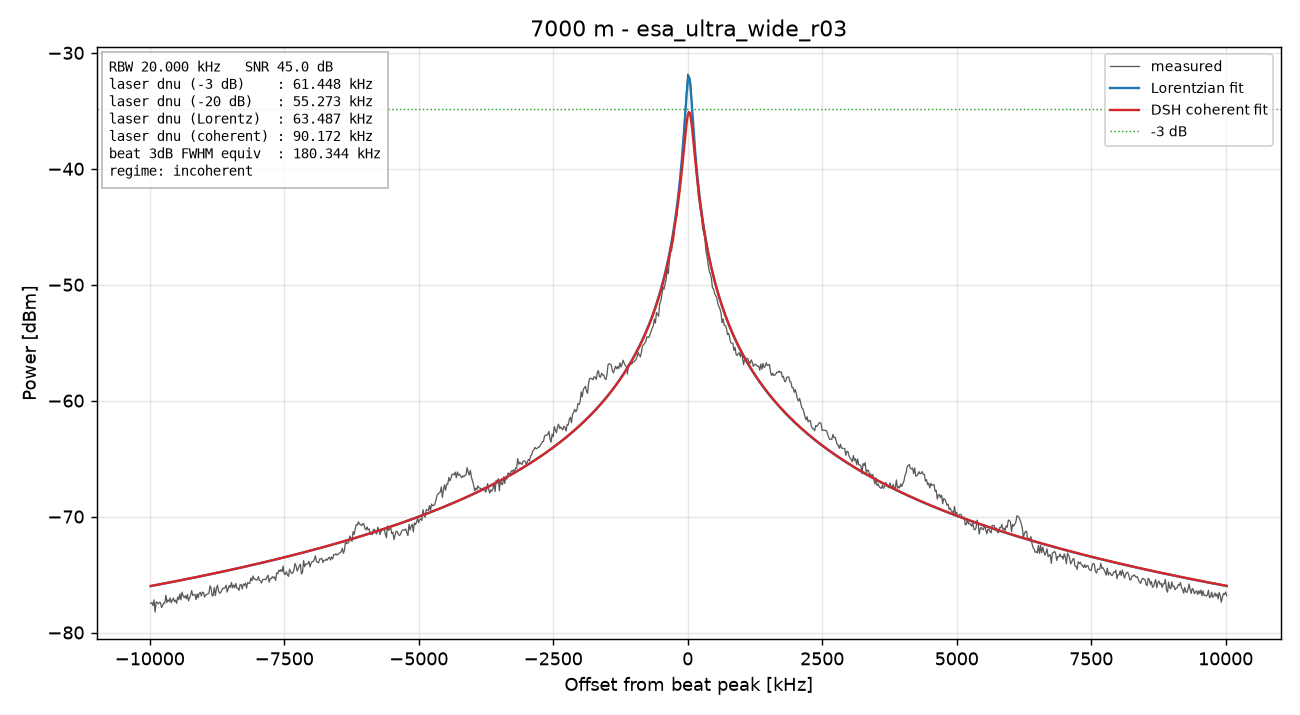 7000 m - esa_ultra_wide_r03
RBW 20.000 kHz   SNR 45.0 dB
laser dnu (-3 dB)    : 61.448 kHz
laser dnu (-20 dB)   : 55.273 kHz
laser dnu (Lorentz)  : 63.487 kHz
laser dnu (coherent) : 90.172 kHz
beat 3dB FWHM equiv  : 180.344 kHz
regime: incoherent
measured
Lorentzian fit
DSH coherent fit
-3 dB
Power [dBm]
−30
−40
−50
−60
−70
−80
−10000
−7500
−5000
−2500
0
2500
5000
7500
10000
Offset from beat peak [kHz]